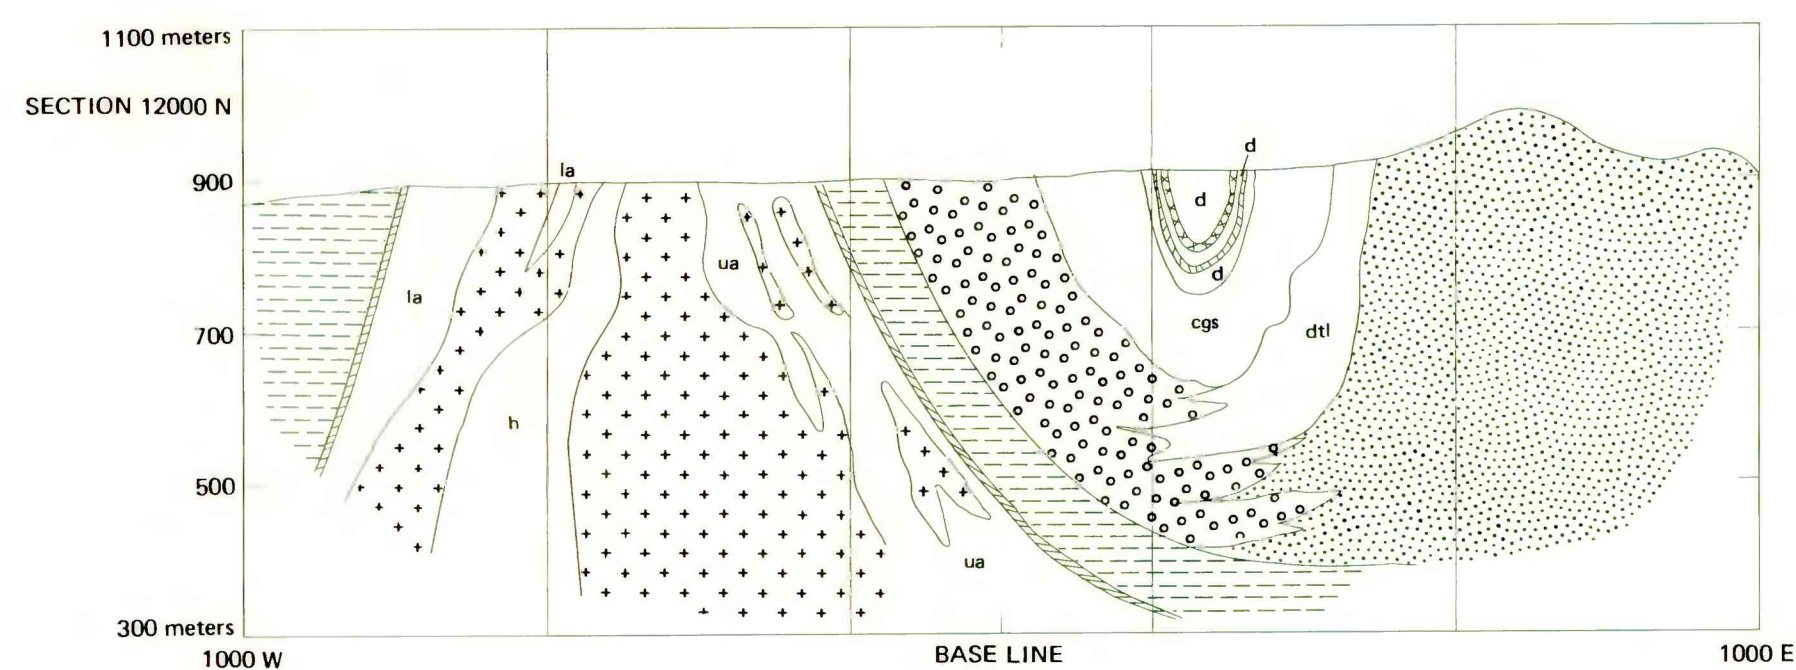 1100 meters
SECTION 12000 N
d
la
900
d
ua
la
d
cgs
700
dtl
h
500
ua
300 meters
1000 W
BASE LINE
1000 E